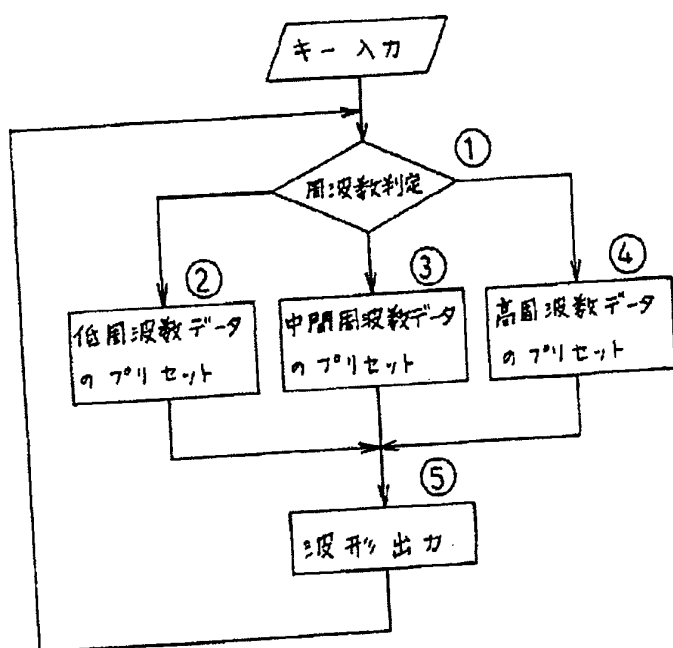 キー入力
①
周波数判定
②
低周波数データ
のプリセット
③
中間周波数データ
のプリセット
④
高周波数データ
のプリセット
⑤
波形出力